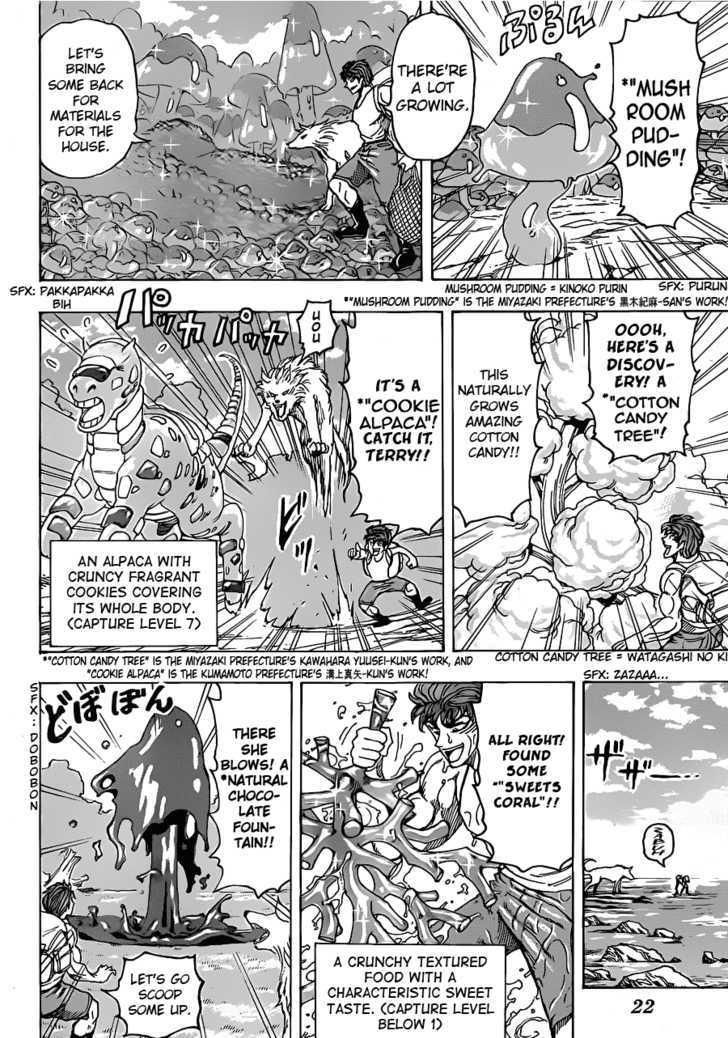 ぷるん
*"MUSH
ROOM
PUD-
DING"!
THERE'RE
A LOT
GROWING.
LET'S
BRING
SOME BACK
FOR
MATERIALS
FOR THE
HOUSE.
MUSHROOM PUDDING = KINOKO PURIN
SFX: PURUN
*"MUSHROOM PUDDING" IS THE MIYAZAKI PREFECTURE'S 黒木紀麻-SAN'S WORK!
SFX: PAKKAPAKKA
BIH
OOOH,
HERE'S A
DISCOV-
ERY! A
*"COTTON
CANDY
TREE"!
THIS
NATURALLY
GROWS
AMAZING
COTTON
CANDY!!
COTTON CANDY TREE = WATAGASHI NO KI
パッカ パッカ
UOU
IT'S A
*"COOKIE
ALPACA"!
CATCH IT,
TERRY!!
ビッ
AN ALPACA WITH
CRUNCY FRAGRANT
COOKIES COVERING
ITS WHOLE BODY.
(CAPTURE LEVEL 7)
*"COTTON CANDY TREE" IS THE MIYAZAKI PREFECTURE'S KAWAHARA YUUSEI-KUN'S WORK, AND
"COOKIE ALPACA" IS THE KUMAMOTO PREFECTURE'S 溝上真矢-KUN'S WORK!
SFX: ZAZAAA...
ザザー...
ALL RIGHT!
FOUND
SOME
*"SWEETS
CORAL"!!
A CRUNCHY TEXTURED
FOOD WITH A
CHARACTERISTIC SWEET
TASTE. (CAPTURE LEVEL
BELOW 1)
SFX: DOBOBON
どぼぼん
THERE
SHE
BLOWS! A
*NATURAL
CHOCO-
LATE
FOUN-
TAIN!!
LET'S GO
SCOOP
SOME UP.
22